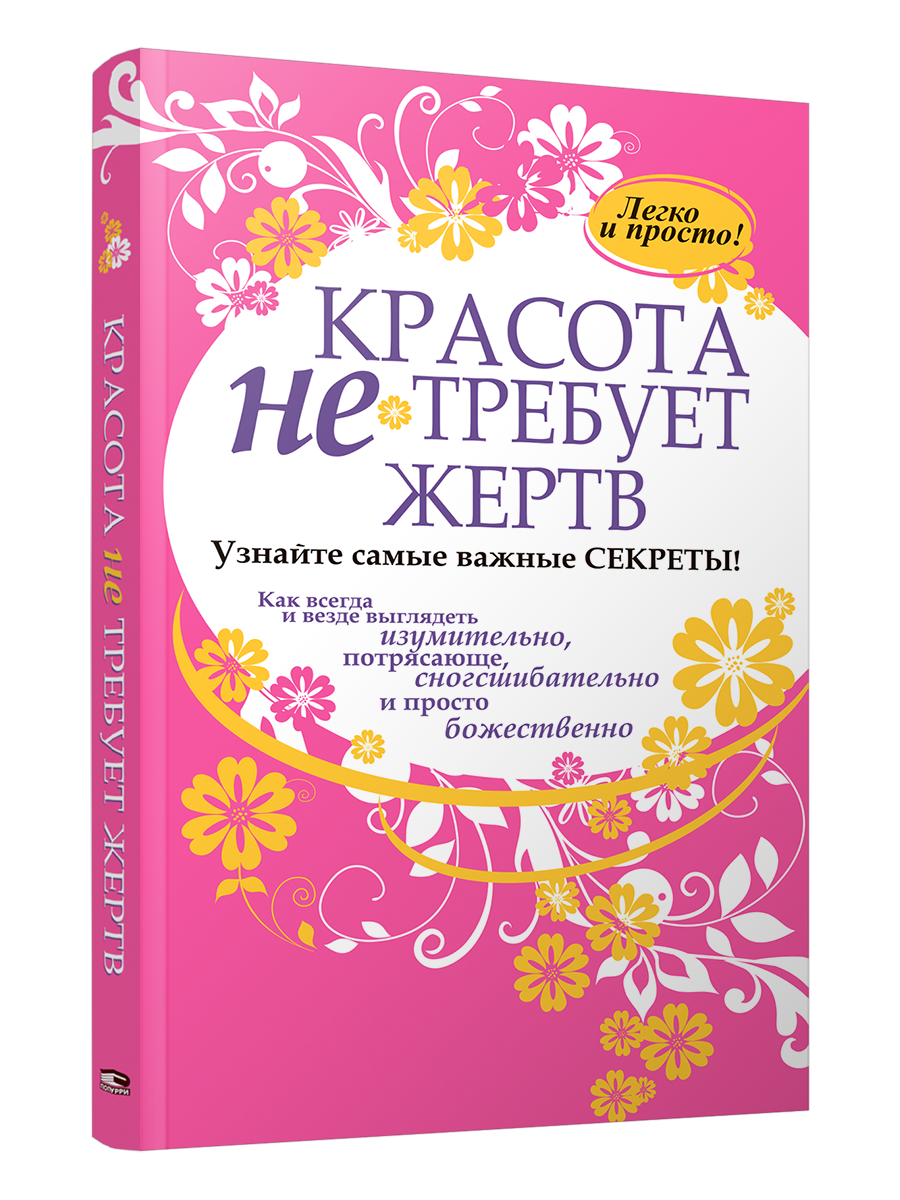 Легко
и просто!
КРАСОТА
не ТРЕБУЕТ
ЖЕРТВ
Узнайте самые важные СЕКРЕТЫ!
Как всегда
и везде выглядеть
изумительно,
потрясающе,
сногсшибательно
и просто
божественно
КРАСОТА не ТРЕБУЕТ ЖЕРТВ
ПОПУРРИ